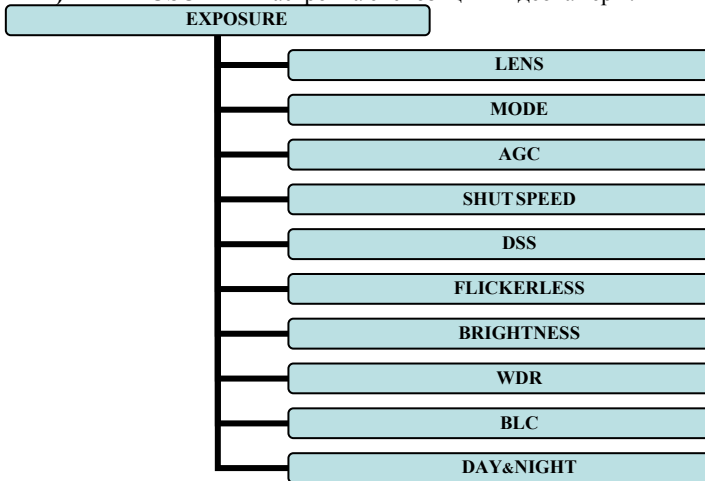 EXPOSURE
LENS
MODE
AGC
SHUT SPEED
DSS
FLICKERLESS
BRIGHTNESS
WDR
BLC
DAY&NIGHT